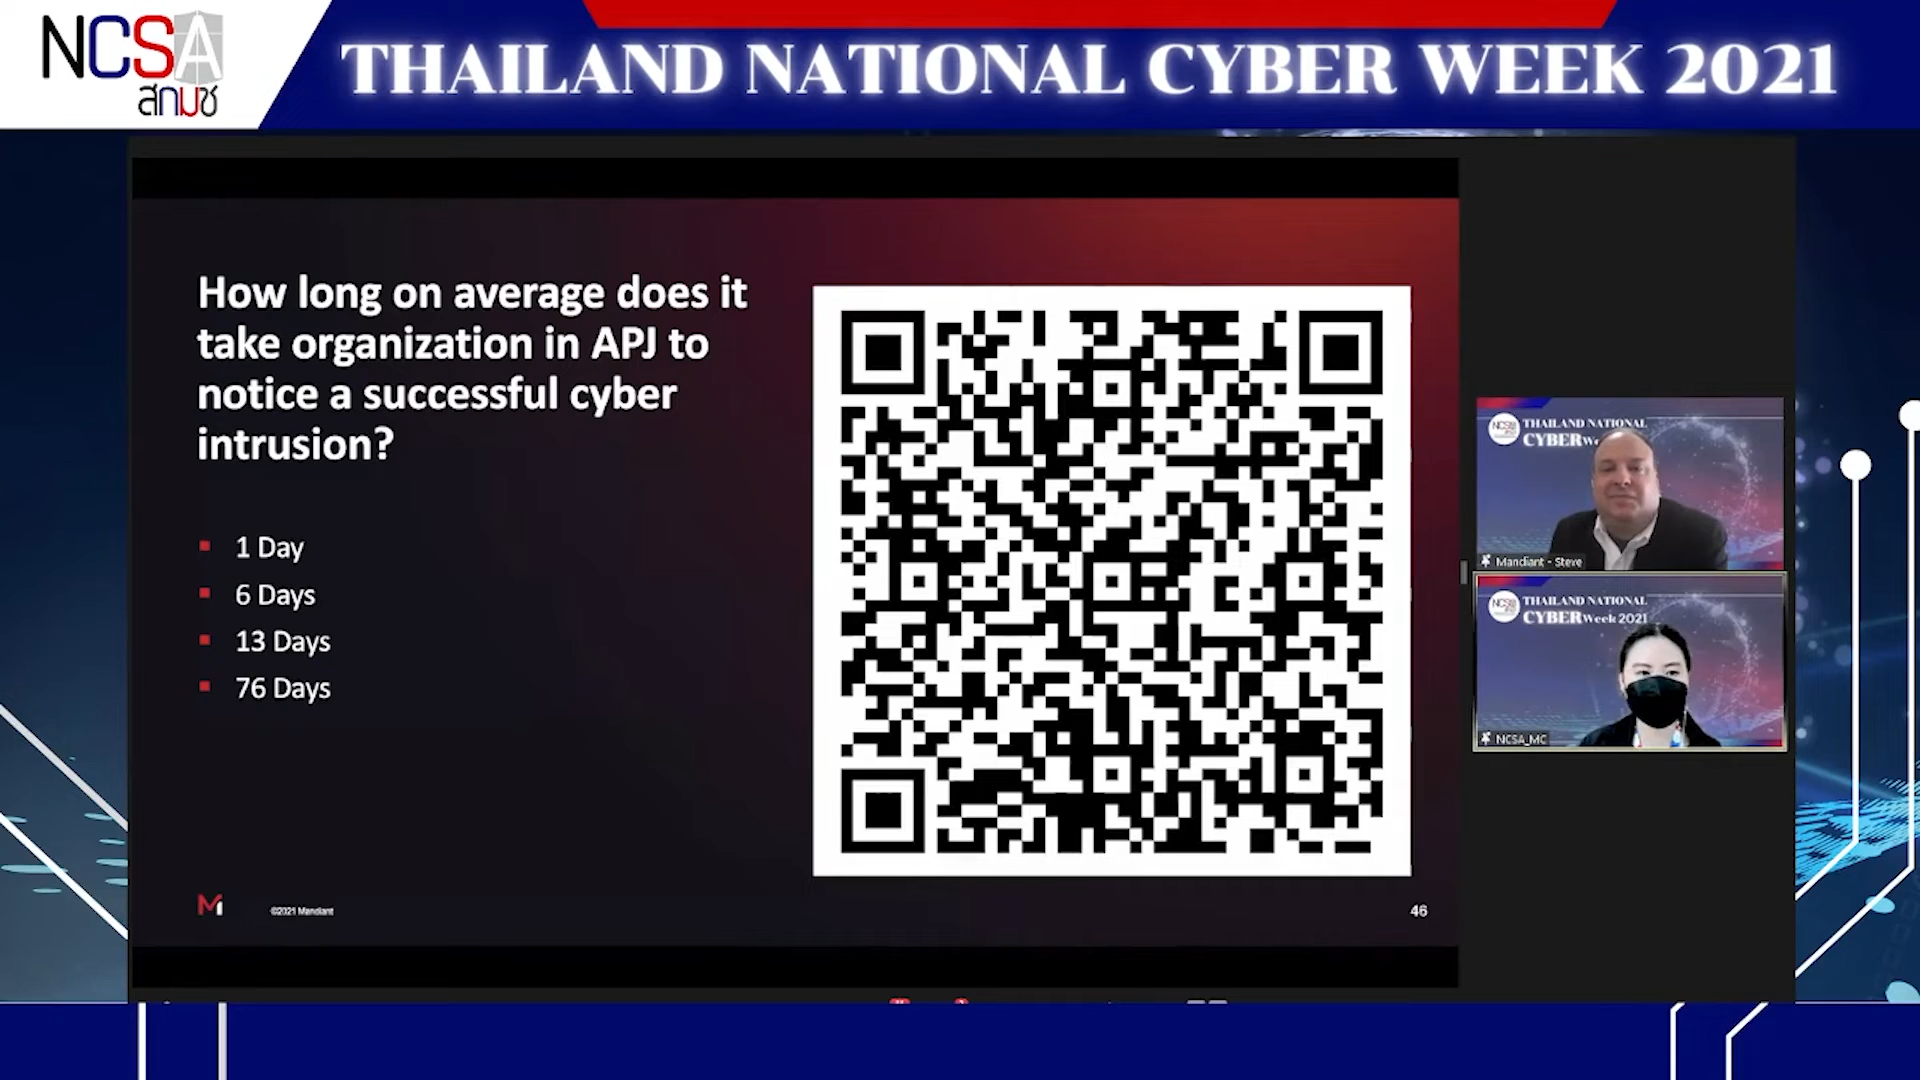 NCSA
สกมช
THAILAND NATIONAL CYBER WEEK 2021
How long on average does it
take organization in APJ to
notice a successful cyber
intrusion?
1 Day
6 Days
13 Days
76 Days
©2021 Mandiant
46
THAILAND NATIONAL
CYBER We
Mandiant - Steve
THAILAND NATIONAL
CYBER Week 2021
NCSA_MC